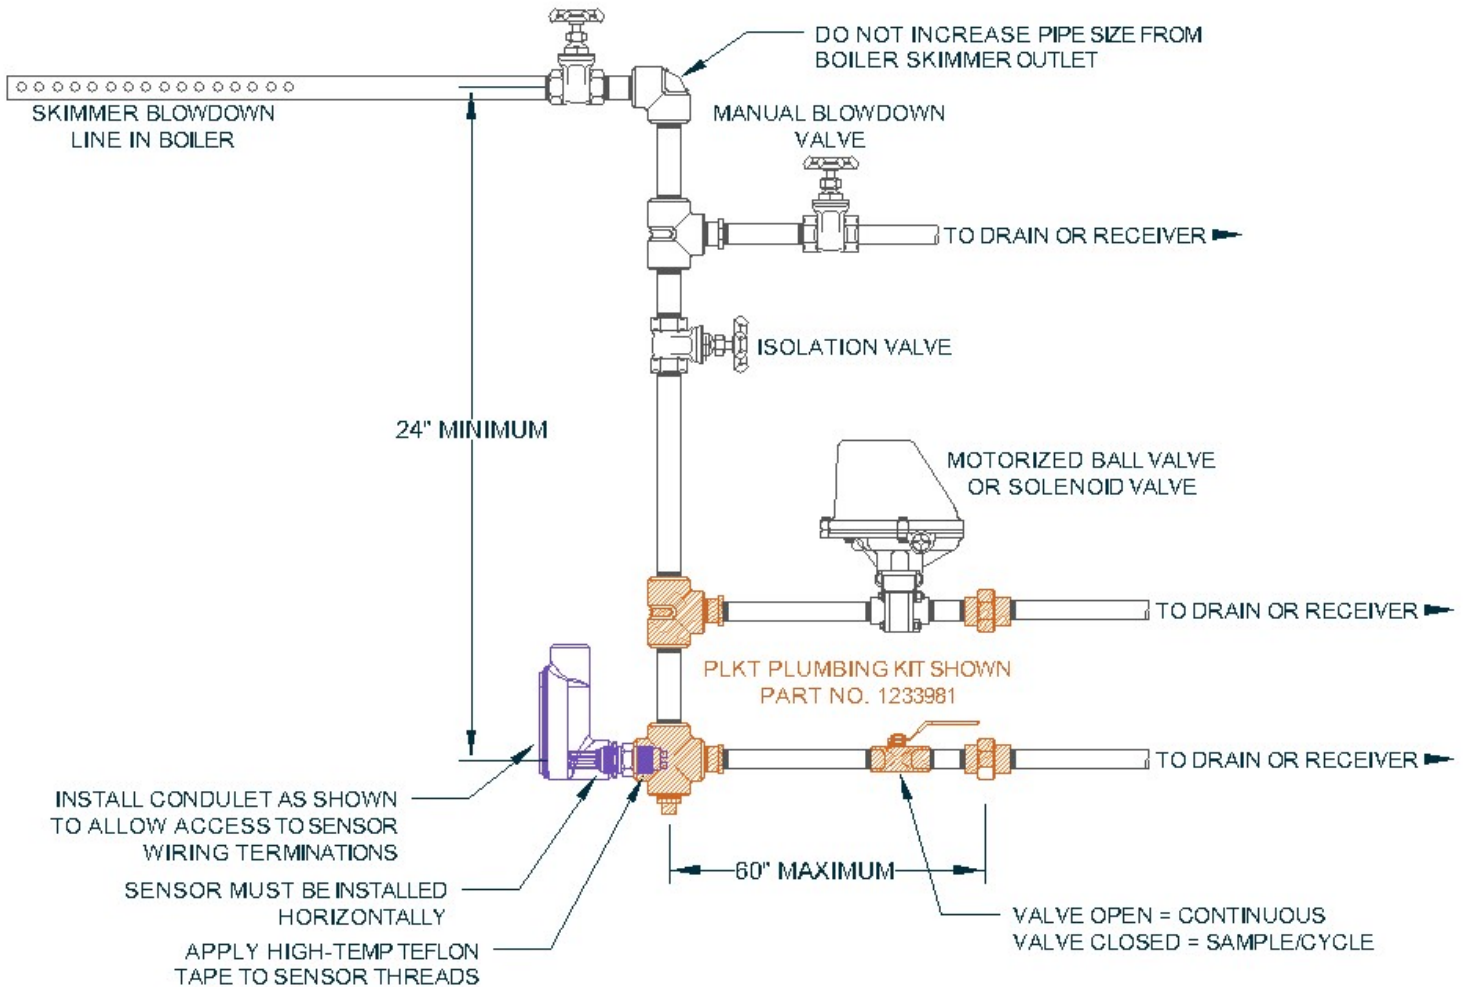 DO NOT INCREASE PIPE SIZE FROM
BOILER SKIMMER OUTLET
SKIMMER BLOWDOWN
LINE IN BOILER
MANUAL BLOWDOWN
VALVE
TO DRAIN OR RECEIVER
ISOLATION VALVE
24" MINIMUM
MOTORIZED BALL VALVE
OR SOLENOID VALVE
TO DRAIN OR RECEIVER
PLKT PLUMBING KIT SHOWN
PART NO. 1233981
TO DRAIN OR RECEIVER
INSTALL CONDULET AS SHOWN
TO ALLOW ACCESS TO SENSOR
WIRING TERMINATIONS
60" MAXIMUM
SENSOR MUST BE INSTALLED
HORIZONTALLY
VALVE OPEN = CONTINUOUS
VALVE CLOSED = SAMPLE/CYCLE
APPLY HIGH-TEMP TEFLON
TAPE TO SENSOR THREADS